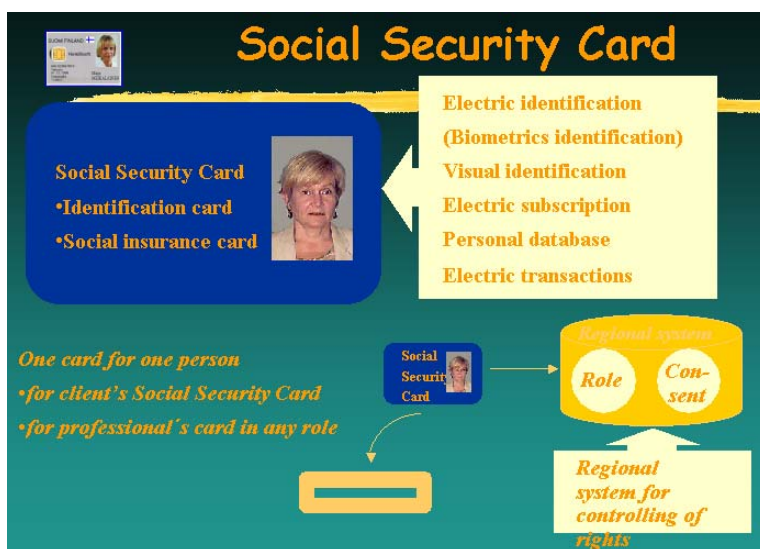 Social Security Card
SUOMI FINLAND
Electric identification
(Biometrics identification)
Visual identification
Electric subscription
Personal database
Electric transactions
Social Security Card
•Identification card
•Social insurance card
One card for one person
•for client's Social Security Card
•for professional´s card in any role
Social
Security
Card
Regional system
Role
Con-
sent
Regional
system for
controlling of
rights